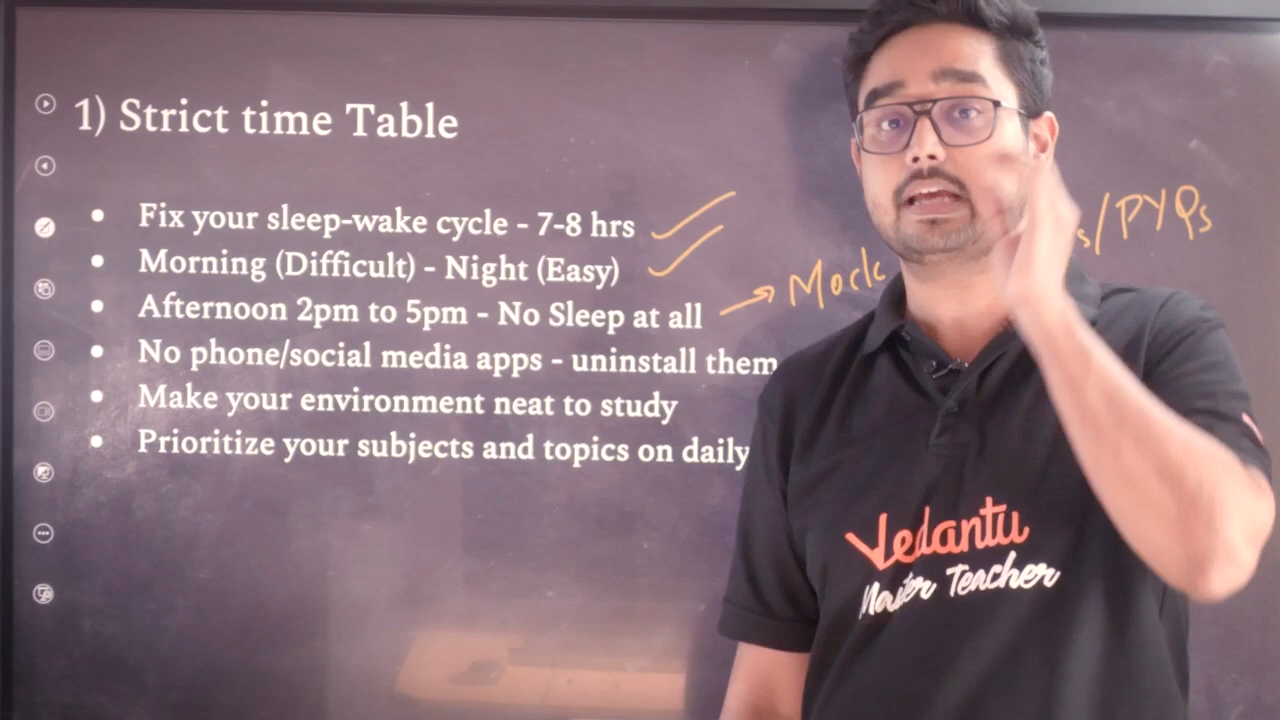 1) Strict time Table
• Fix your sleep-wake cycle - 7-8 hrs
• Morning (Difficult) - Night (Easy)
• Afternoon 2pm to 5pm - No Sleep at all → Mock s/PYQs
• No phone/social media apps - uninstall them
• Make your environment neat to study
• Prioritize your subjects and topics on daily
Vedantu
Master Teacher